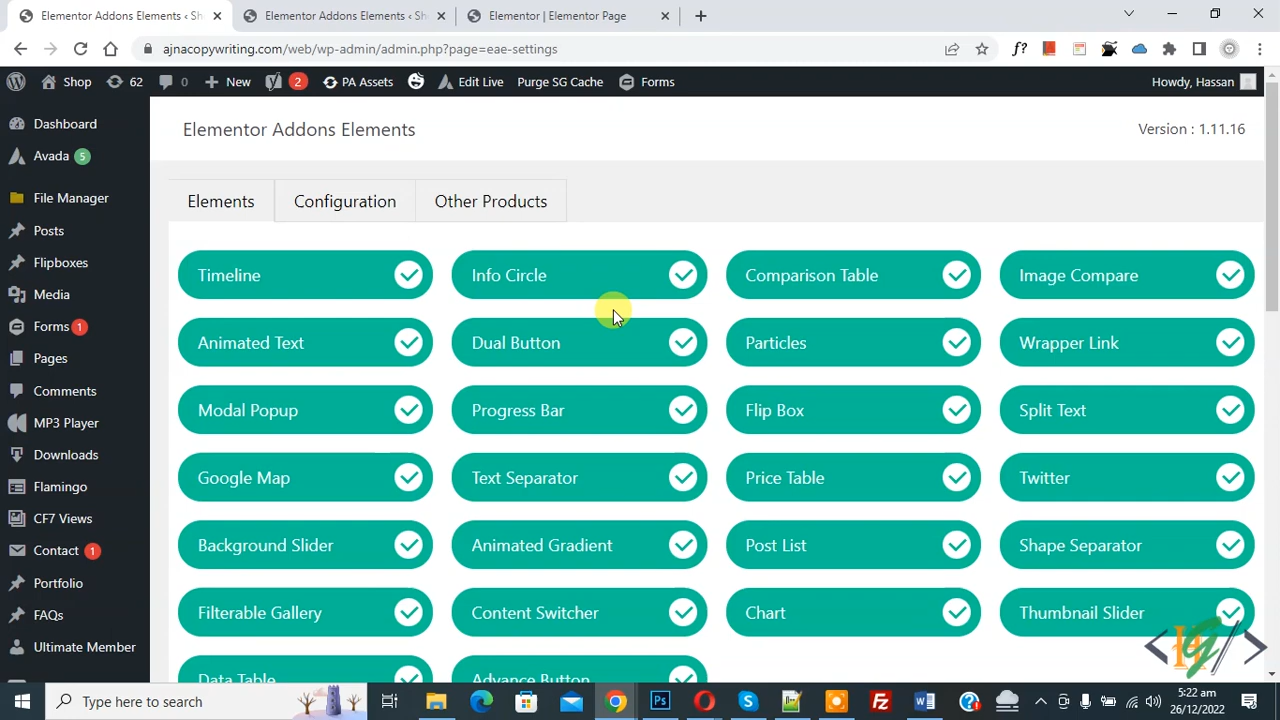 Elementor Addons Elements ‹ Sh
Elementor Addons Elements ‹ Sh
Elementor | Elementor Page
ajnacopywriting.com/web/wp-admin/admin.php?page=eae-settings
f?
Shop
62
0
New
2
PA Assets
Edit Live
Purge SG Cache
Forms
Howdy, Hassan
Dashboard
Avada 5
File Manager
Posts
Flipboxes
Media
Forms 1
Pages
Comments
MP3 Player
Downloads
Flamingo
CF7 Views
Contact 1
Portfolio
FAQs
Ultimate Member
Elementor Addons Elements
Version : 1.11.16
Elements
Configuration
Other Products
Timeline
Info Circle
Comparison Table
Image Compare
Animated Text
Dual Button
Particles
Wrapper Link
Modal Popup
Progress Bar
Flip Box
Split Text
Google Map
Text Separator
Price Table
Twitter
Background Slider
Animated Gradient
Post List
Shape Separator
Filterable Gallery
Content Switcher
Chart
Thumbnail Slider
Data Table
Advance Button
Type here to search
5:22 am
26/12/2022